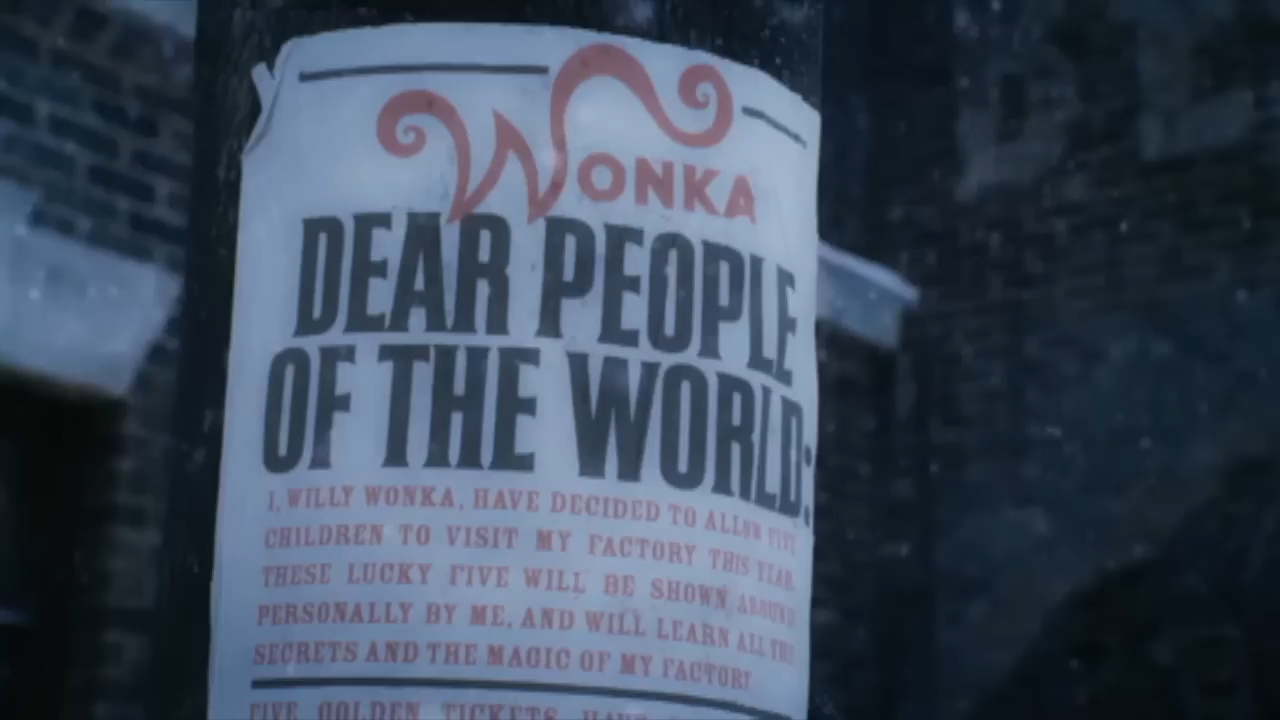 WONKA
DEAR PEOPLE
OF THE WORLD:
I, WILLY WONKA, HAVE DECIDED TO ALLOW FIVE
CHILDREN TO VISIT MY FACTORY THIS YEAR.
THESE LUCKY FIVE WILL BE SHOWN AROUND
PERSONALLY BY ME, AND WILL LEARN ALL THE
SECRETS AND THE MAGIC OF MY FACTORY.
FIVE GOLDEN TICKETS HAVE